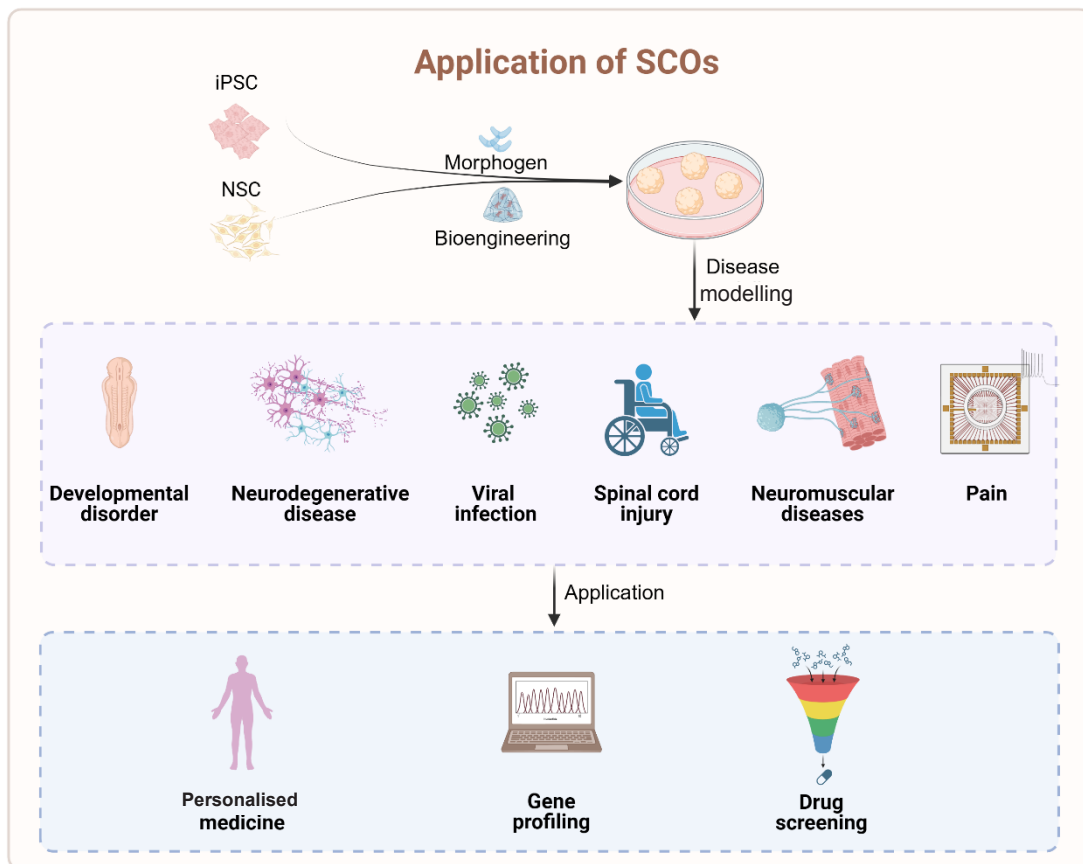 Application of SCOs
iPSC
Morphogen
NSC
Bioengineering
Disease
modelling
Developmental
disorder
Neurodegenerative
disease
Viral
infection
Spinal cord
injury
Neuromuscular
diseases
Pain
Application
Personalised
medicine
Gene
profiling
Drug
screening